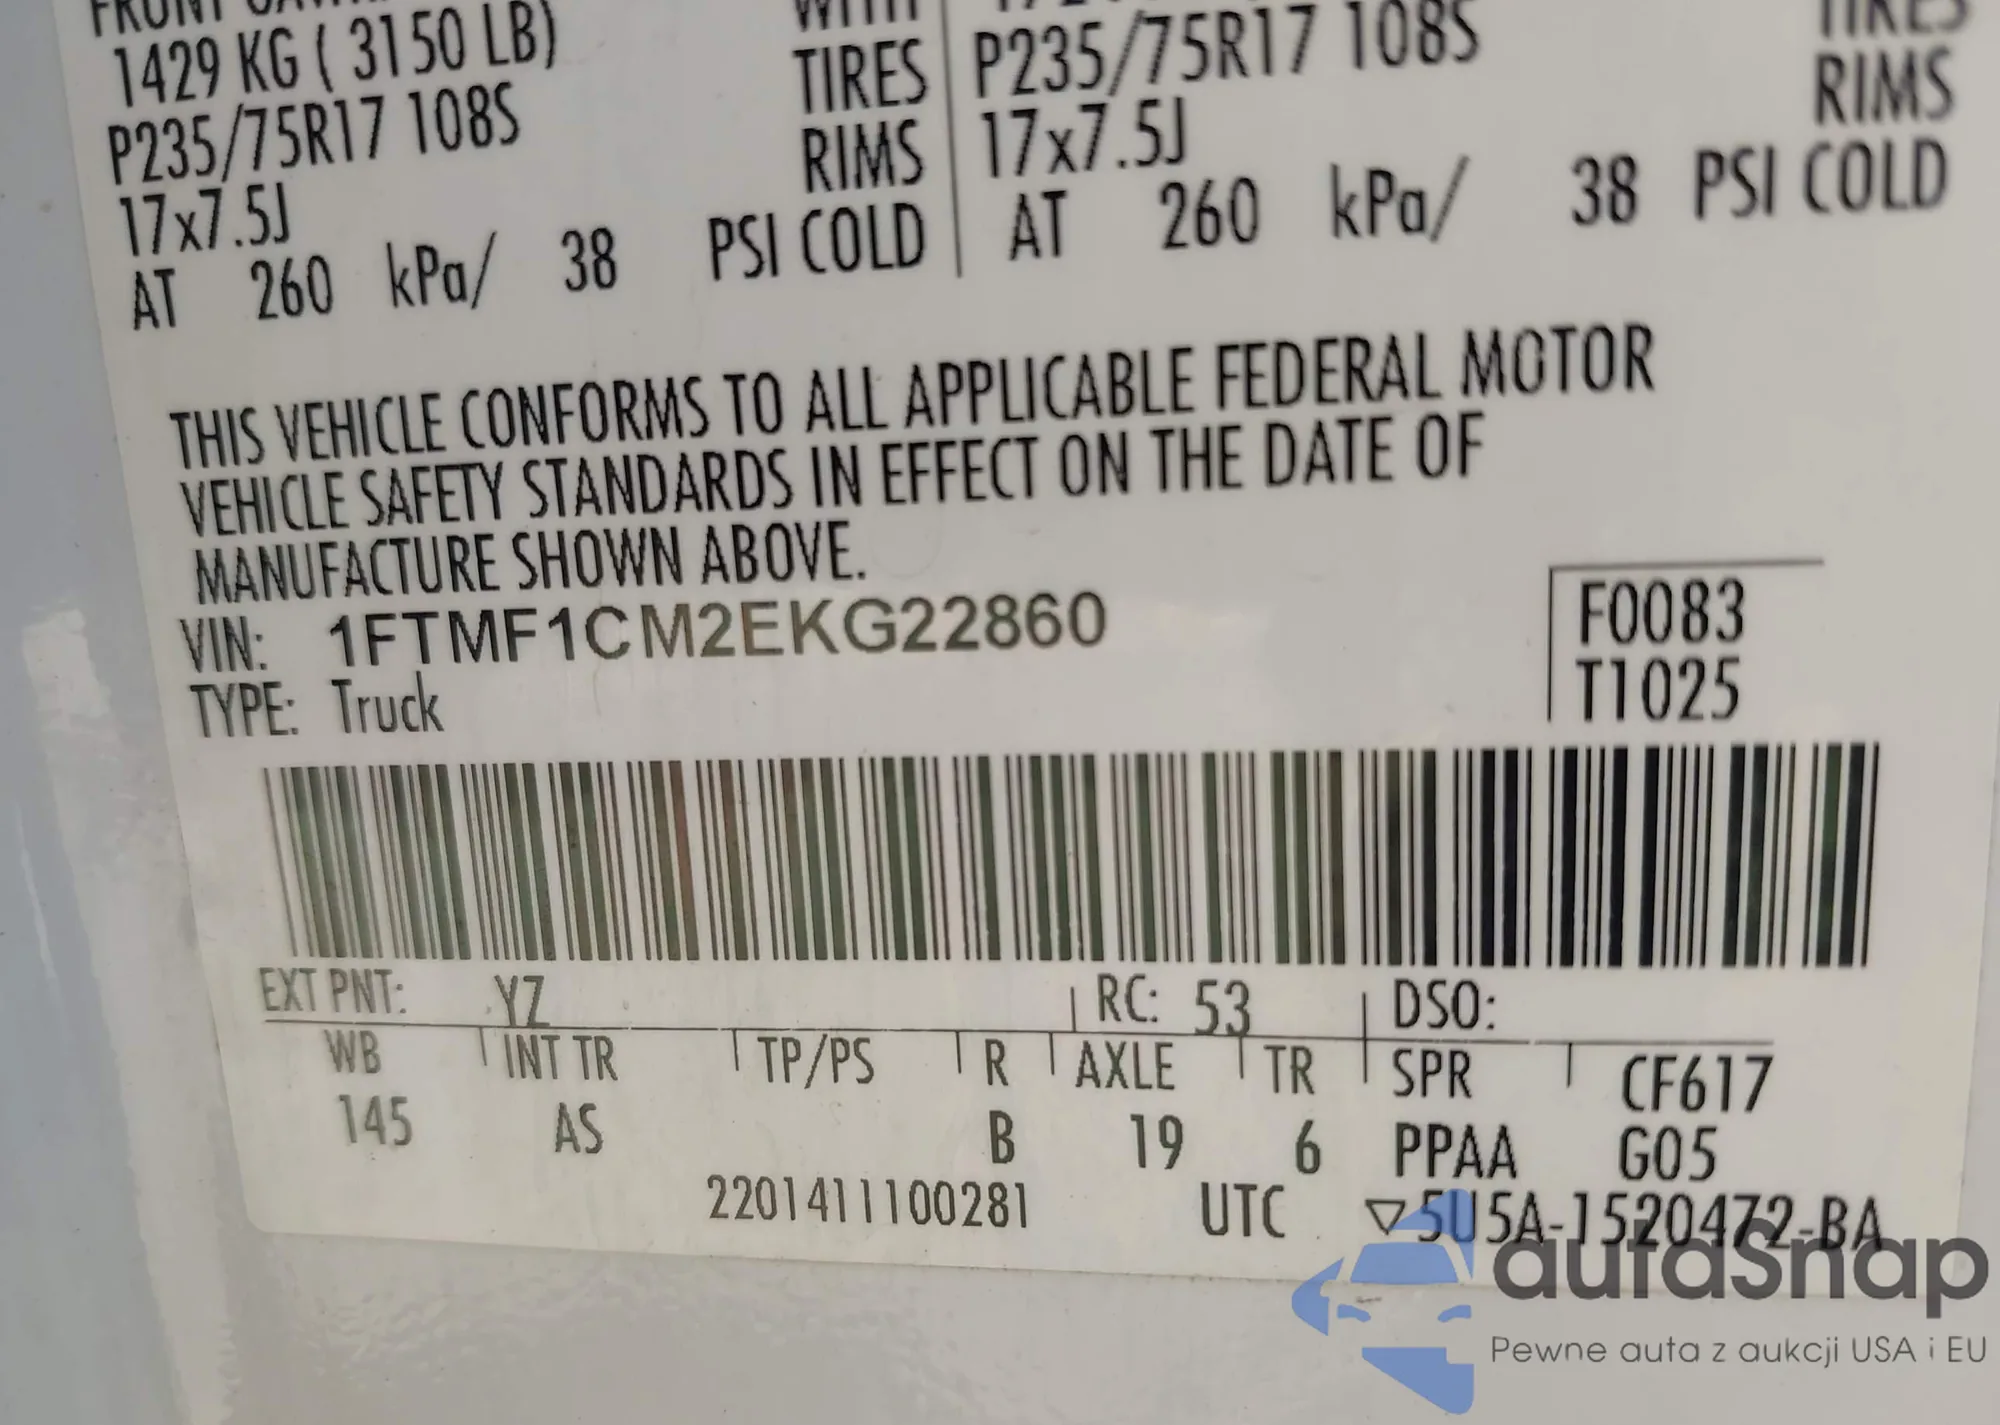 1429 KG ( 3150 LB) TIRES P235/75R17 108S RIMS
P235/75R17 108S RIMS 17x7.5J
17x7.5J
AT 260 kPa/ 38 PSI COLD AT 260 kPa/ 38 PSI COLD
THIS VEHICLE CONFORMS TO ALL APPLICABLE FEDERAL MOTOR
VEHICLE SAFETY STANDARDS IN EFFECT ON THE DATE OF
MANUFACTURE SHOWN ABOVE.
VIN: 1FTMF1CM2EKG22860 F0083
TYPE: Truck T1025
EXT PNT: YZ RC: 53 DSO:
WB INT TR TP/PS R AXLE TR SPR CF617
145 AS B 19 6 PPAA G05
2201411100281 UTC ▽5U5A-1520472-BA
autaSnap
Pewne auta z aukcji USA i EU